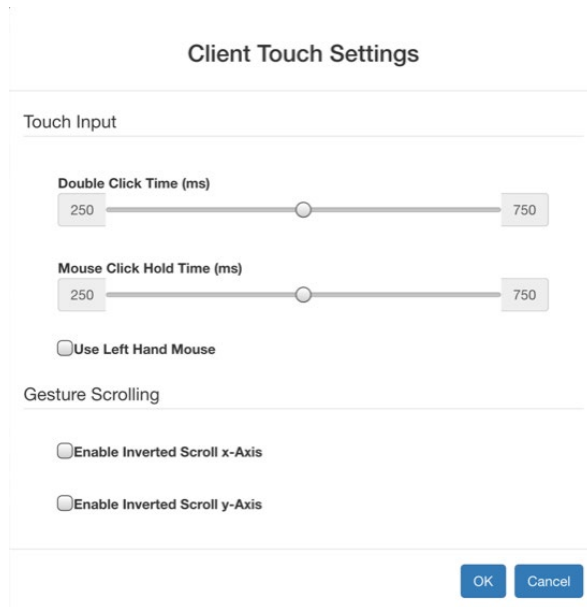 Client Touch Settings
Touch Input
Double Click Time (ms)
250 750
Mouse Click Hold Time (ms)
250 750
Use Left Hand Mouse
Gesture Scrolling
Enable Inverted Scroll x-Axis
Enable Inverted Scroll y-Axis
OK Cancel